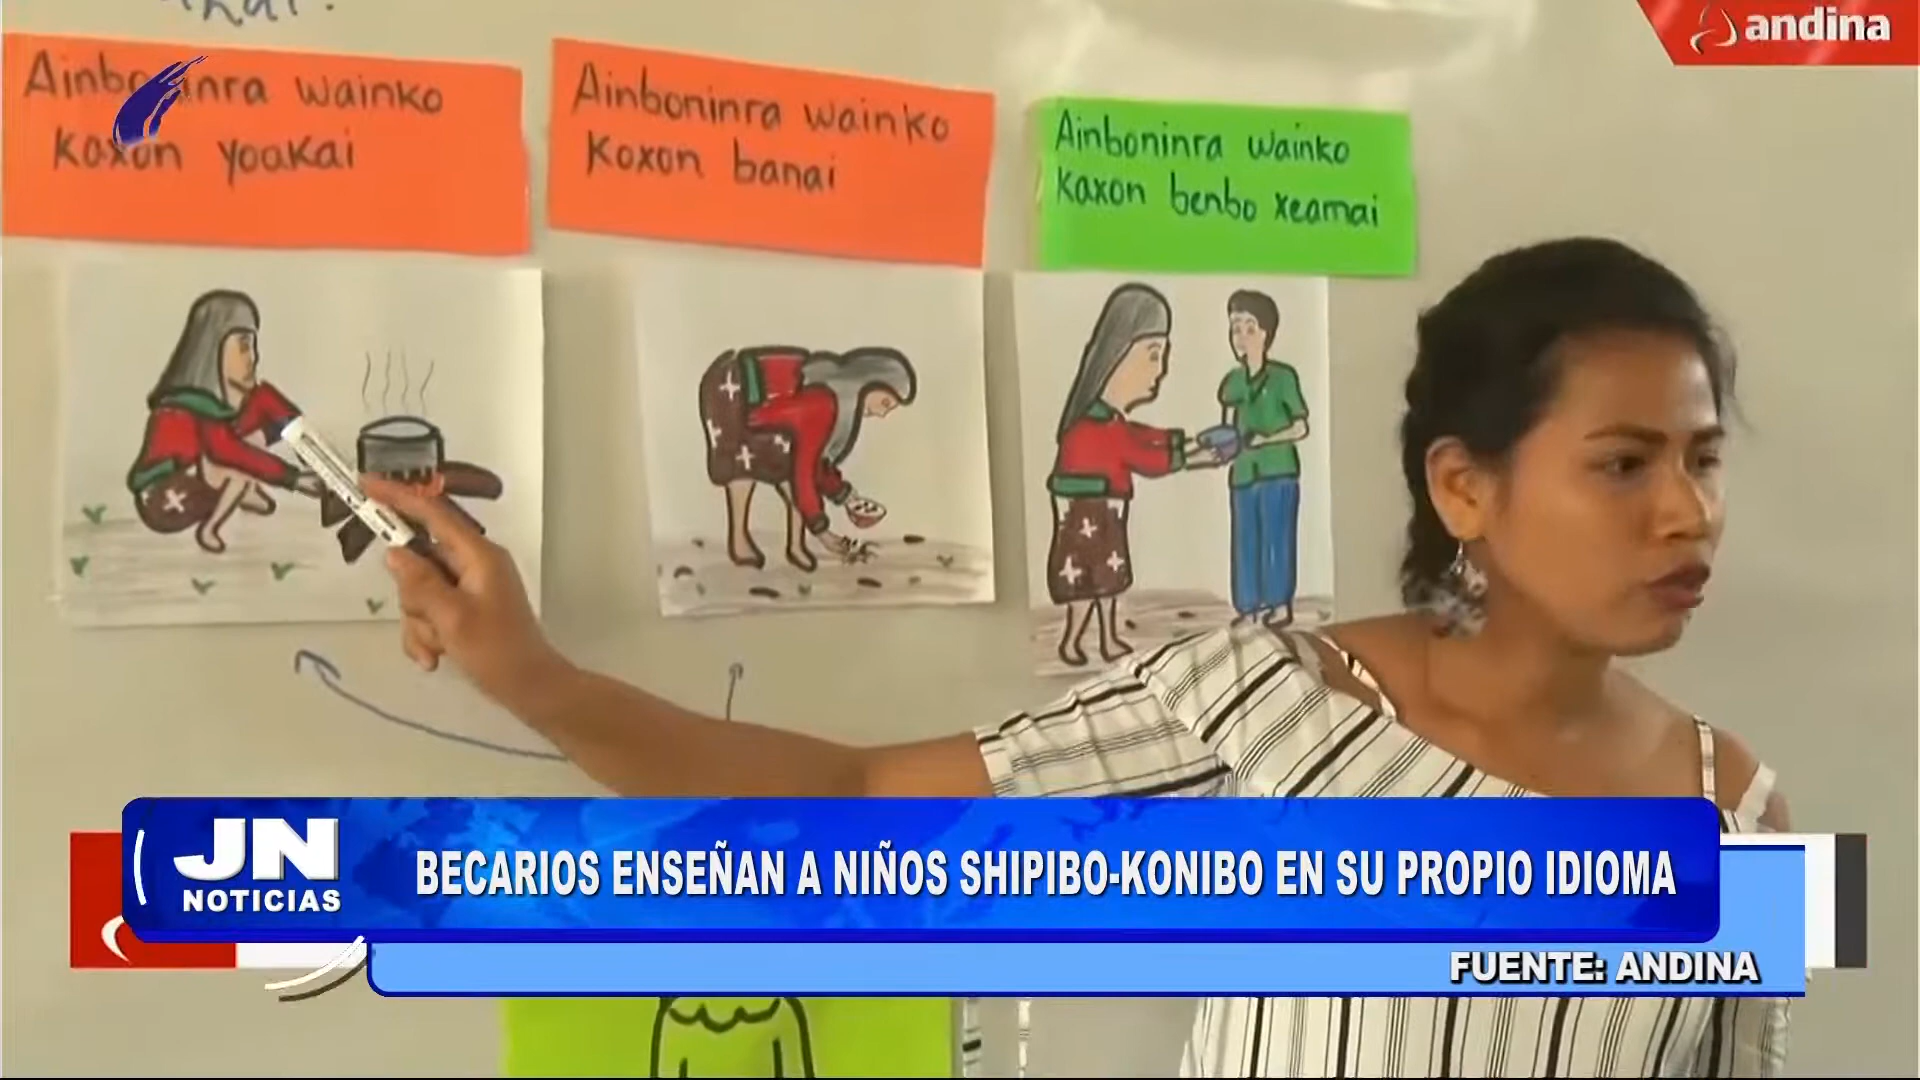 andina
Ainboninra wainko
kaxon yoakai
Ainboninra wainko
koxon banai
Ainboninra wainko
kaxon benbo xeamai
JN
NOTICIAS
BECARIOS ENSEÑAN A NIÑOS SHIPIBO-KONIBO EN SU PROPIO IDIOMA
FUENTE: ANDINA